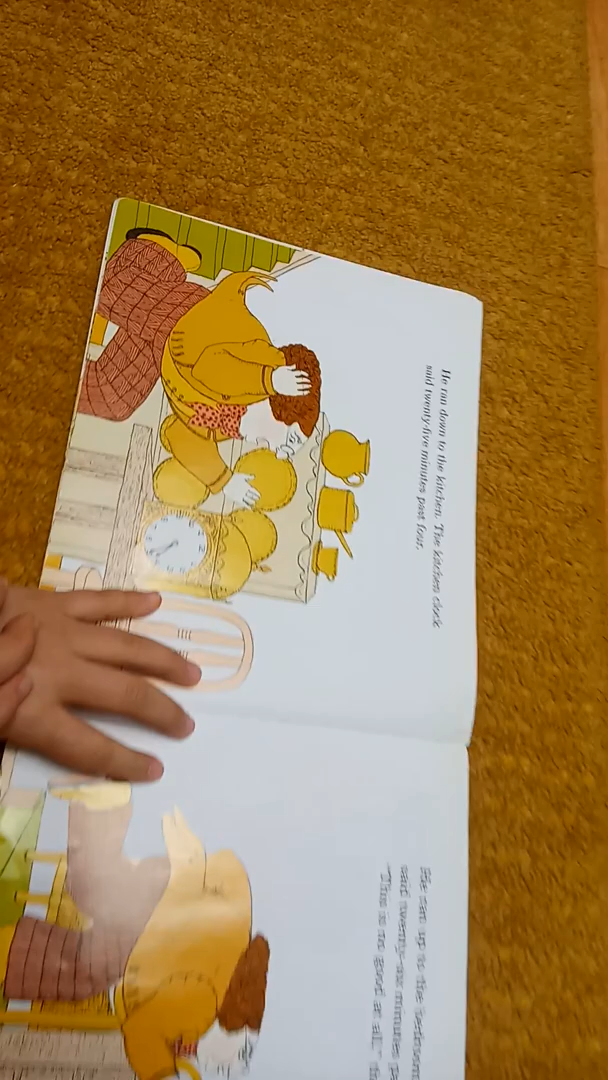 He ran down to the kitchen. The kitchen clock
said twenty-five minutes past four.
He ran up to the bedroom
said twenty-six minutes
"This is no good at all,"